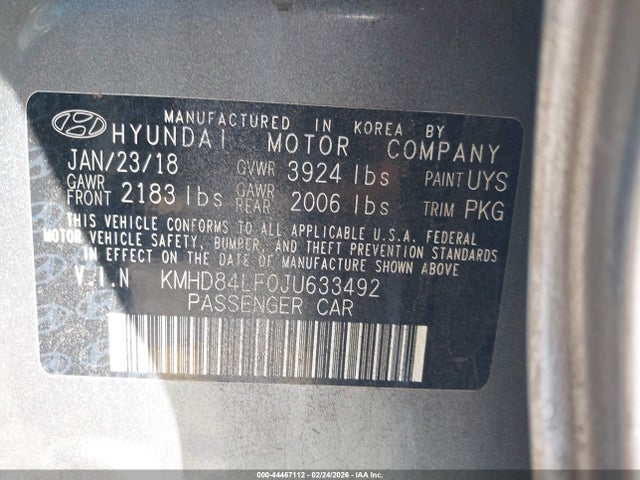 MANUFACTURED IN KOREA BY
HYUNDAI MOTOR COMPANY
JAN/23/18 GVWR 3924 lbs PAINT UYS
GAWR FRONT 2183 lbs GAWR REAR 2006 lbs TRIM PKG
THIS VEHICLE CONFORMS TO ALL APPLICABLE U.S.A. FEDERAL
MOTOR VEHICLE SAFETY, BUMPER, AND THEFT PREVENTION STANDARDS
IN EFFECT ON THE DATE OF MANUFACTURE SHOWN ABOVE.
V.I.N KMHD84LF0JU633492
PASSENGER CAR
000-44467112 - 02/24/2026 - © IAA Inc.